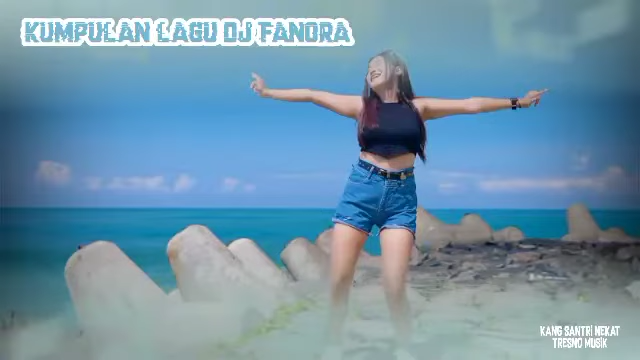 KUMPULAN LAGU DJ FANDRA
KANG SANTRI NEKAT
TRESNO MUSIK